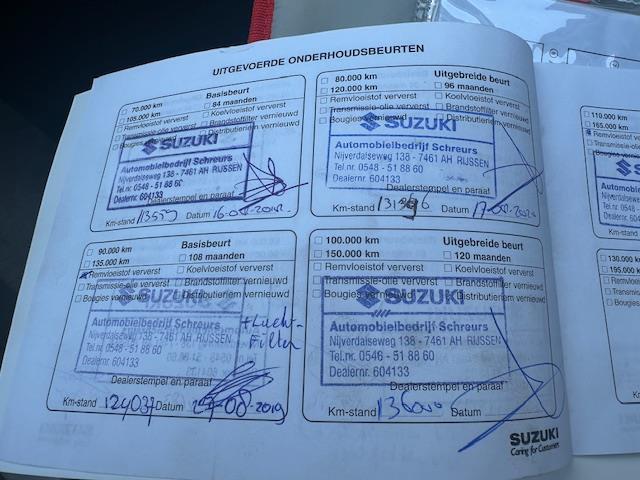 UITGEVOERDE ONDERHOUDSBEURTEN
Basisbeurt
70.000 km
105.000 km
84 maanden
Remvloeistof ververst
Koelvloeistof ververst
Transmissie-olie ververst
Brandstoffilter vernieuwd
Bougies vernieuwd
Distributieriem vernieuwd
SUZUKI
Automobielbedrijf Schreurs
Nijverdalseweg 138 - 7461 AH RIJSSEN
Tel.nr. 0548 - 51 88 60
Dealernr. 604133
Dealerstempel en paraaf
Km-stand
Datum
Uitgebreide beurt
80.000 km
120.000 km
96 maanden
Remvloeistof ververst
Koelvloeistof ververst
Transmissie-olie ververst
Brandstoffilter vernieuwd
Bougies vernieuwd
Distributieriem vernieuwd
SUZUKI
Automobielbedrijf Schreurs
Nijverdalseweg 138 - 7461 AH RIJSSEN
Tel.nr. 0548 - 51 88 60
Dealernr. 604133
Dealerstempel en paraaf
Km-stand
Datum
Basisbeurt
90.000 km
135.000 km
108 maanden
Remvloeistof ververst
Koelvloeistof ververst
Transmissie-olie ververst
Brandstoffilter vernieuwd
Bougies vernieuwd
Distributieriem vernieuwd
SUZUKI
Automobielbedrijf Schreurs
Nijverdalseweg 138 - 7461 AH RIJSSEN
Tel.nr. 0548 - 51 88 60
Dealernr. 604133
+ Lucht-
Filter
Dealerstempel en paraaf
Km-stand 124037 Datum 27-08-2019
Uitgebreide beurt
100.000 km
150.000 km
120 maanden
Remvloeistof ververst
Koelvloeistof ververst
Transmissie-olie ververst
Brandstoffilter vernieuwd
Bougies vernieuwd
Distributieriem vernieuwd
SUZUKI
Automobielbedrijf Schreurs
Nijverdalseweg 138 - 7461 AH RIJSSEN
Tel.nr. 0546 - 51 88 60
Dealernr. 604133
Dealerstempel en paraaf
Km-stand 136000 Datum
SUZUKI
Caring for Customers
110.000 km
165.000 km
Remvloeistof
Transmissie-
Bougies
130.000 km
195.000 km
Remvloeistof
Transmissie
Bougies
Km-stand